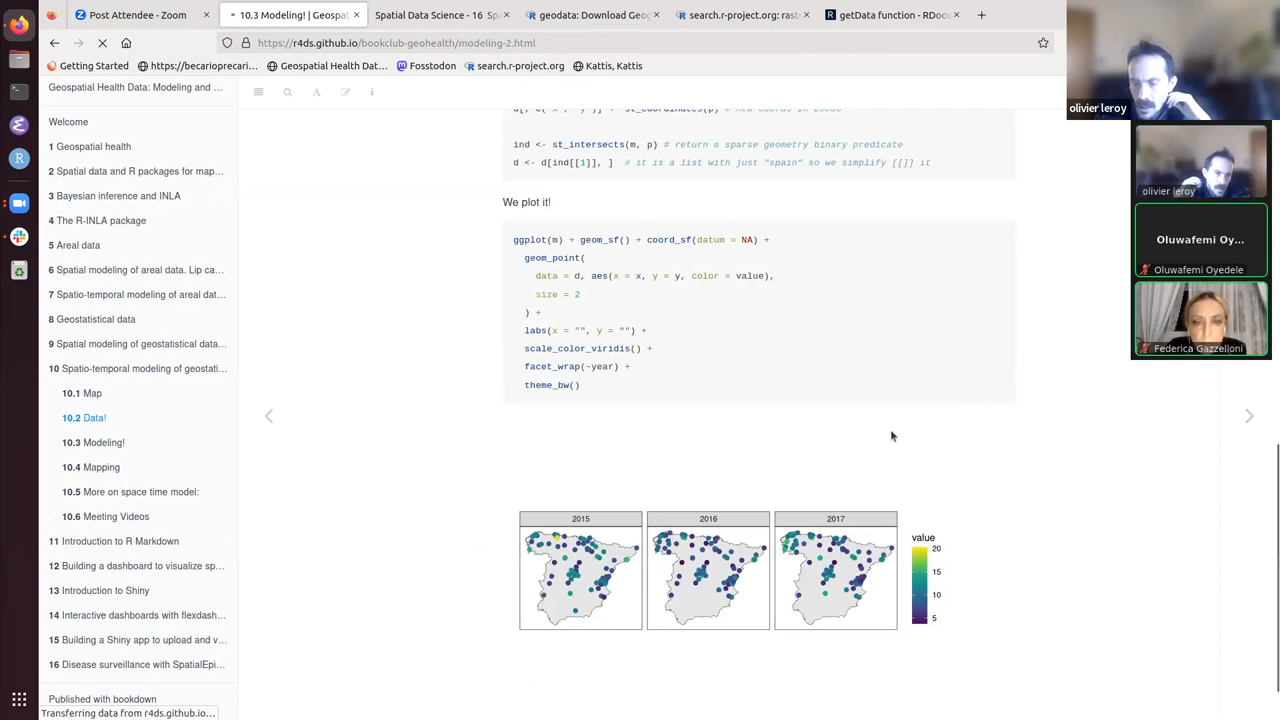 Post Attendee - Zoom
10.3 Modeling! | Geospat
Spatial Data Science - 16 Sp
geodata: Download Geog
search.r-project.org: raste
getData function - RDocu
https://r4ds.github.io/bookclub-geohealth/modeling-2.html
Getting Started
https://becarioprecari...
Geospatial Health Dat...
Fosstodon
search.r-project.org
Kattis, Kattis
Geospatial Health Data: Modeling and ...
Welcome
1 Geospatial health
2 Spatial data and R packages for map...
3 Bayesian inference and INLA
4 The R-INLA package
5 Areal data
6 Spatial modeling of areal data. Lip ca...
7 Spatio-temporal modeling of areal dat...
8 Geostatistical data
9 Spatial modeling of geostatistical data...
10 Spatio-temporal modeling of geostati...
10.1 Map
10.2 Data!
10.3 Modeling!
10.4 Mapping
10.5 More on space time model:
10.6 Meeting Videos
11 Introduction to R Markdown
12 Building a dashboard to visualize sp...
13 Introduction to Shiny
14 Interactive dashboards with flexdash...
15 Building a Shiny app to upload and v...
16 Disease surveillance with SpatialEpi...
Published with bookdown
Transferring data from r4ds.github.io...
ind <- st_intersects(m, p) # return a sparse geometry binary predicate
d <- d[ind[[1]], ] # it is a list with just "spain" so we simplify [[]] it
We plot it!
ggplot(m) + geom_sf() + coord_sf(datum = NA) +
geom_point(
data = d, aes(x = x, y = y, color = value),
size = 2
) +
labs(x = "", y = "") +
scale_color_viridis() +
facet_wrap(~year) +
theme_bw()
2015
2016
2017
value
20
15
10
5
olivier leroy
olivier leroy
Oluwafemi Oy...
Oluwafemi Oyedele
Federica Gazzelloni